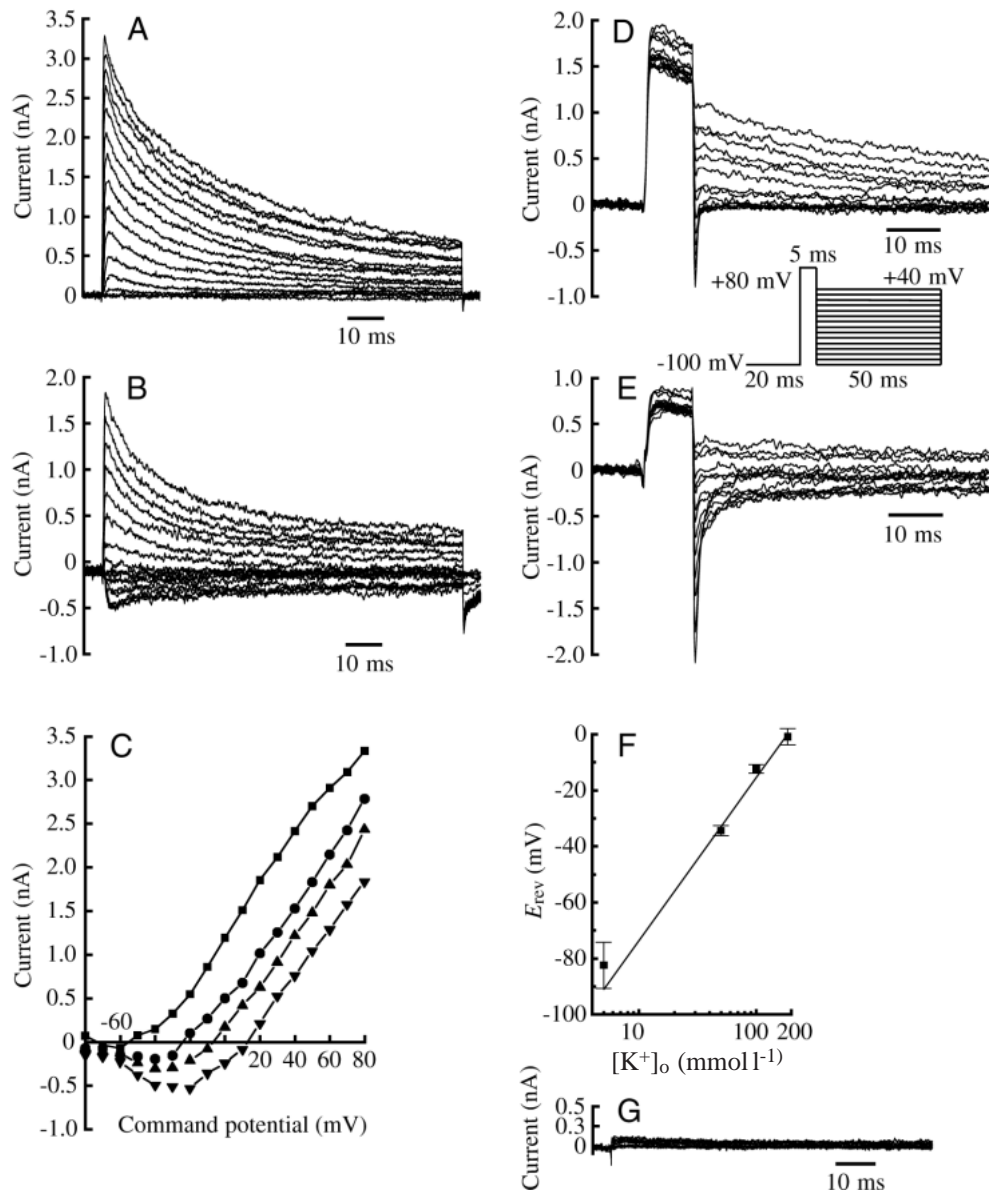 A
3.5
3.0
2.5
2.0
1.5
1.0
0.5
0
Current (nA)
10 ms
B
2.0
1.5
1.0
0.5
0
-0.5
-1.0
Current (nA)
10 ms
C
3.5
3.0
2.5
2.0
1.5
1.0
0.5
0
-0.5
-1.0
Current (nA)
-60
20 40 60 80
Command potential (mV)
D
2.0
1.5
1.0
0.5
0
-0.5
-1.0
Current (nA)
10 ms
5 ms
+80 mV
+40 mV
-100 mV
20 ms
50 ms
E
1.0
0.5
0
-0.5
-1.0
-2.0
Current (nA)
10 ms
F
0
-20
-40
-60
-80
-100
Erev (mV)
10 100 200
[K+]o (mmol l-1)
G
0.5
0.3
0
Current (nA)
10 ms